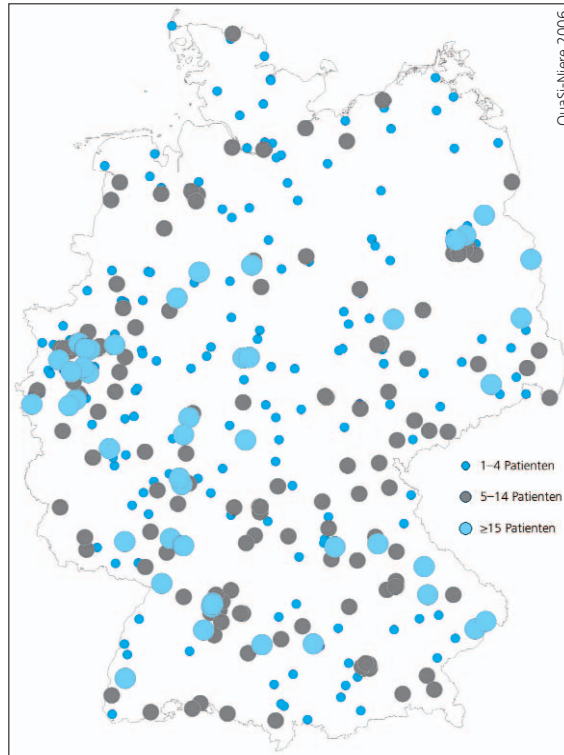 QuaSi-Niere 2006
1–4 Patienten
5–14 Patienten
≥15 Patienten